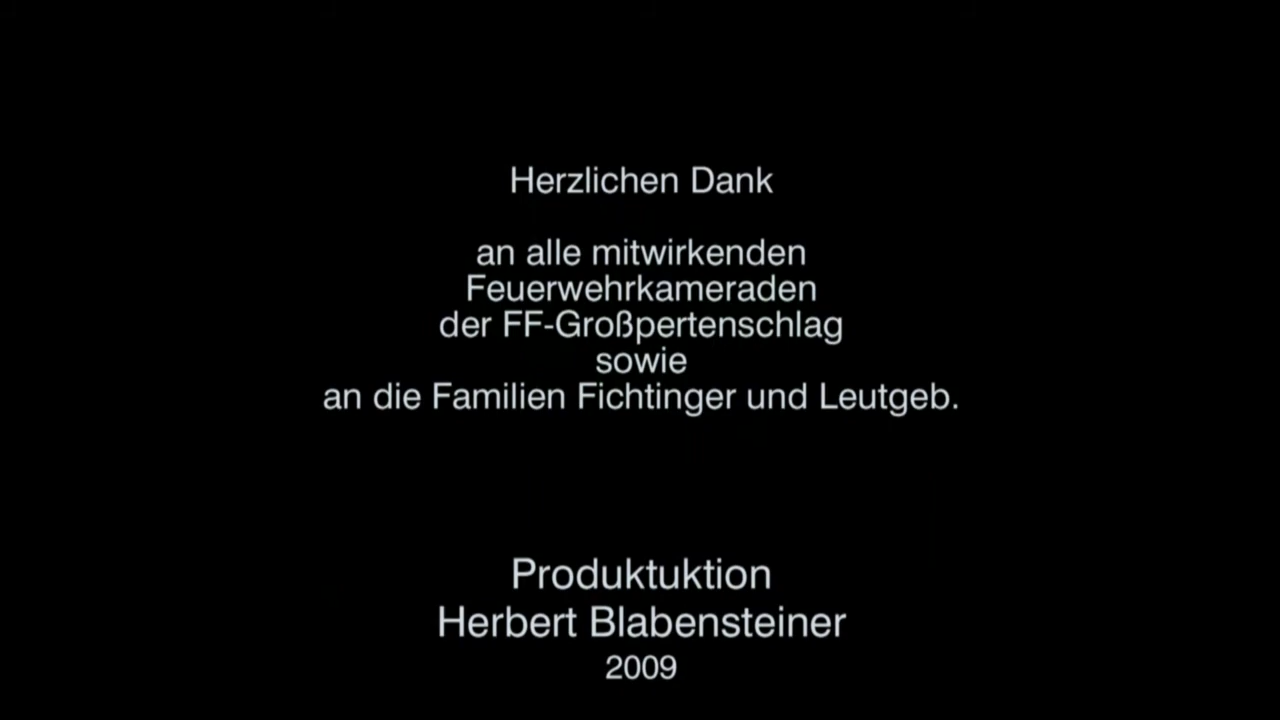 Herzlichen Dank
an alle mitwirkenden
Feuerwehrkameraden
der FF-Großpertenschlag
sowie
an die Familien Fichtinger und Leutgeb.
Produktuktion
Herbert Blabensteiner
2009